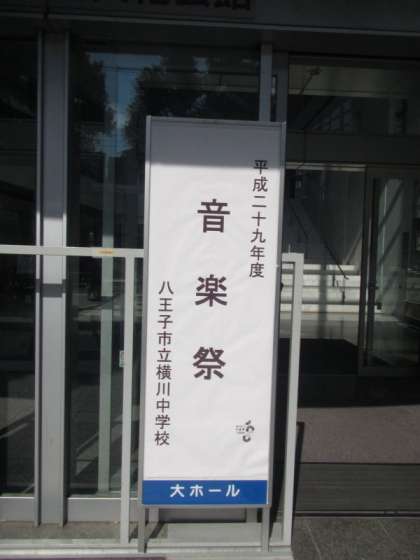 平成二十九年度
音楽祭
八王子市立横川中学校
大ホール